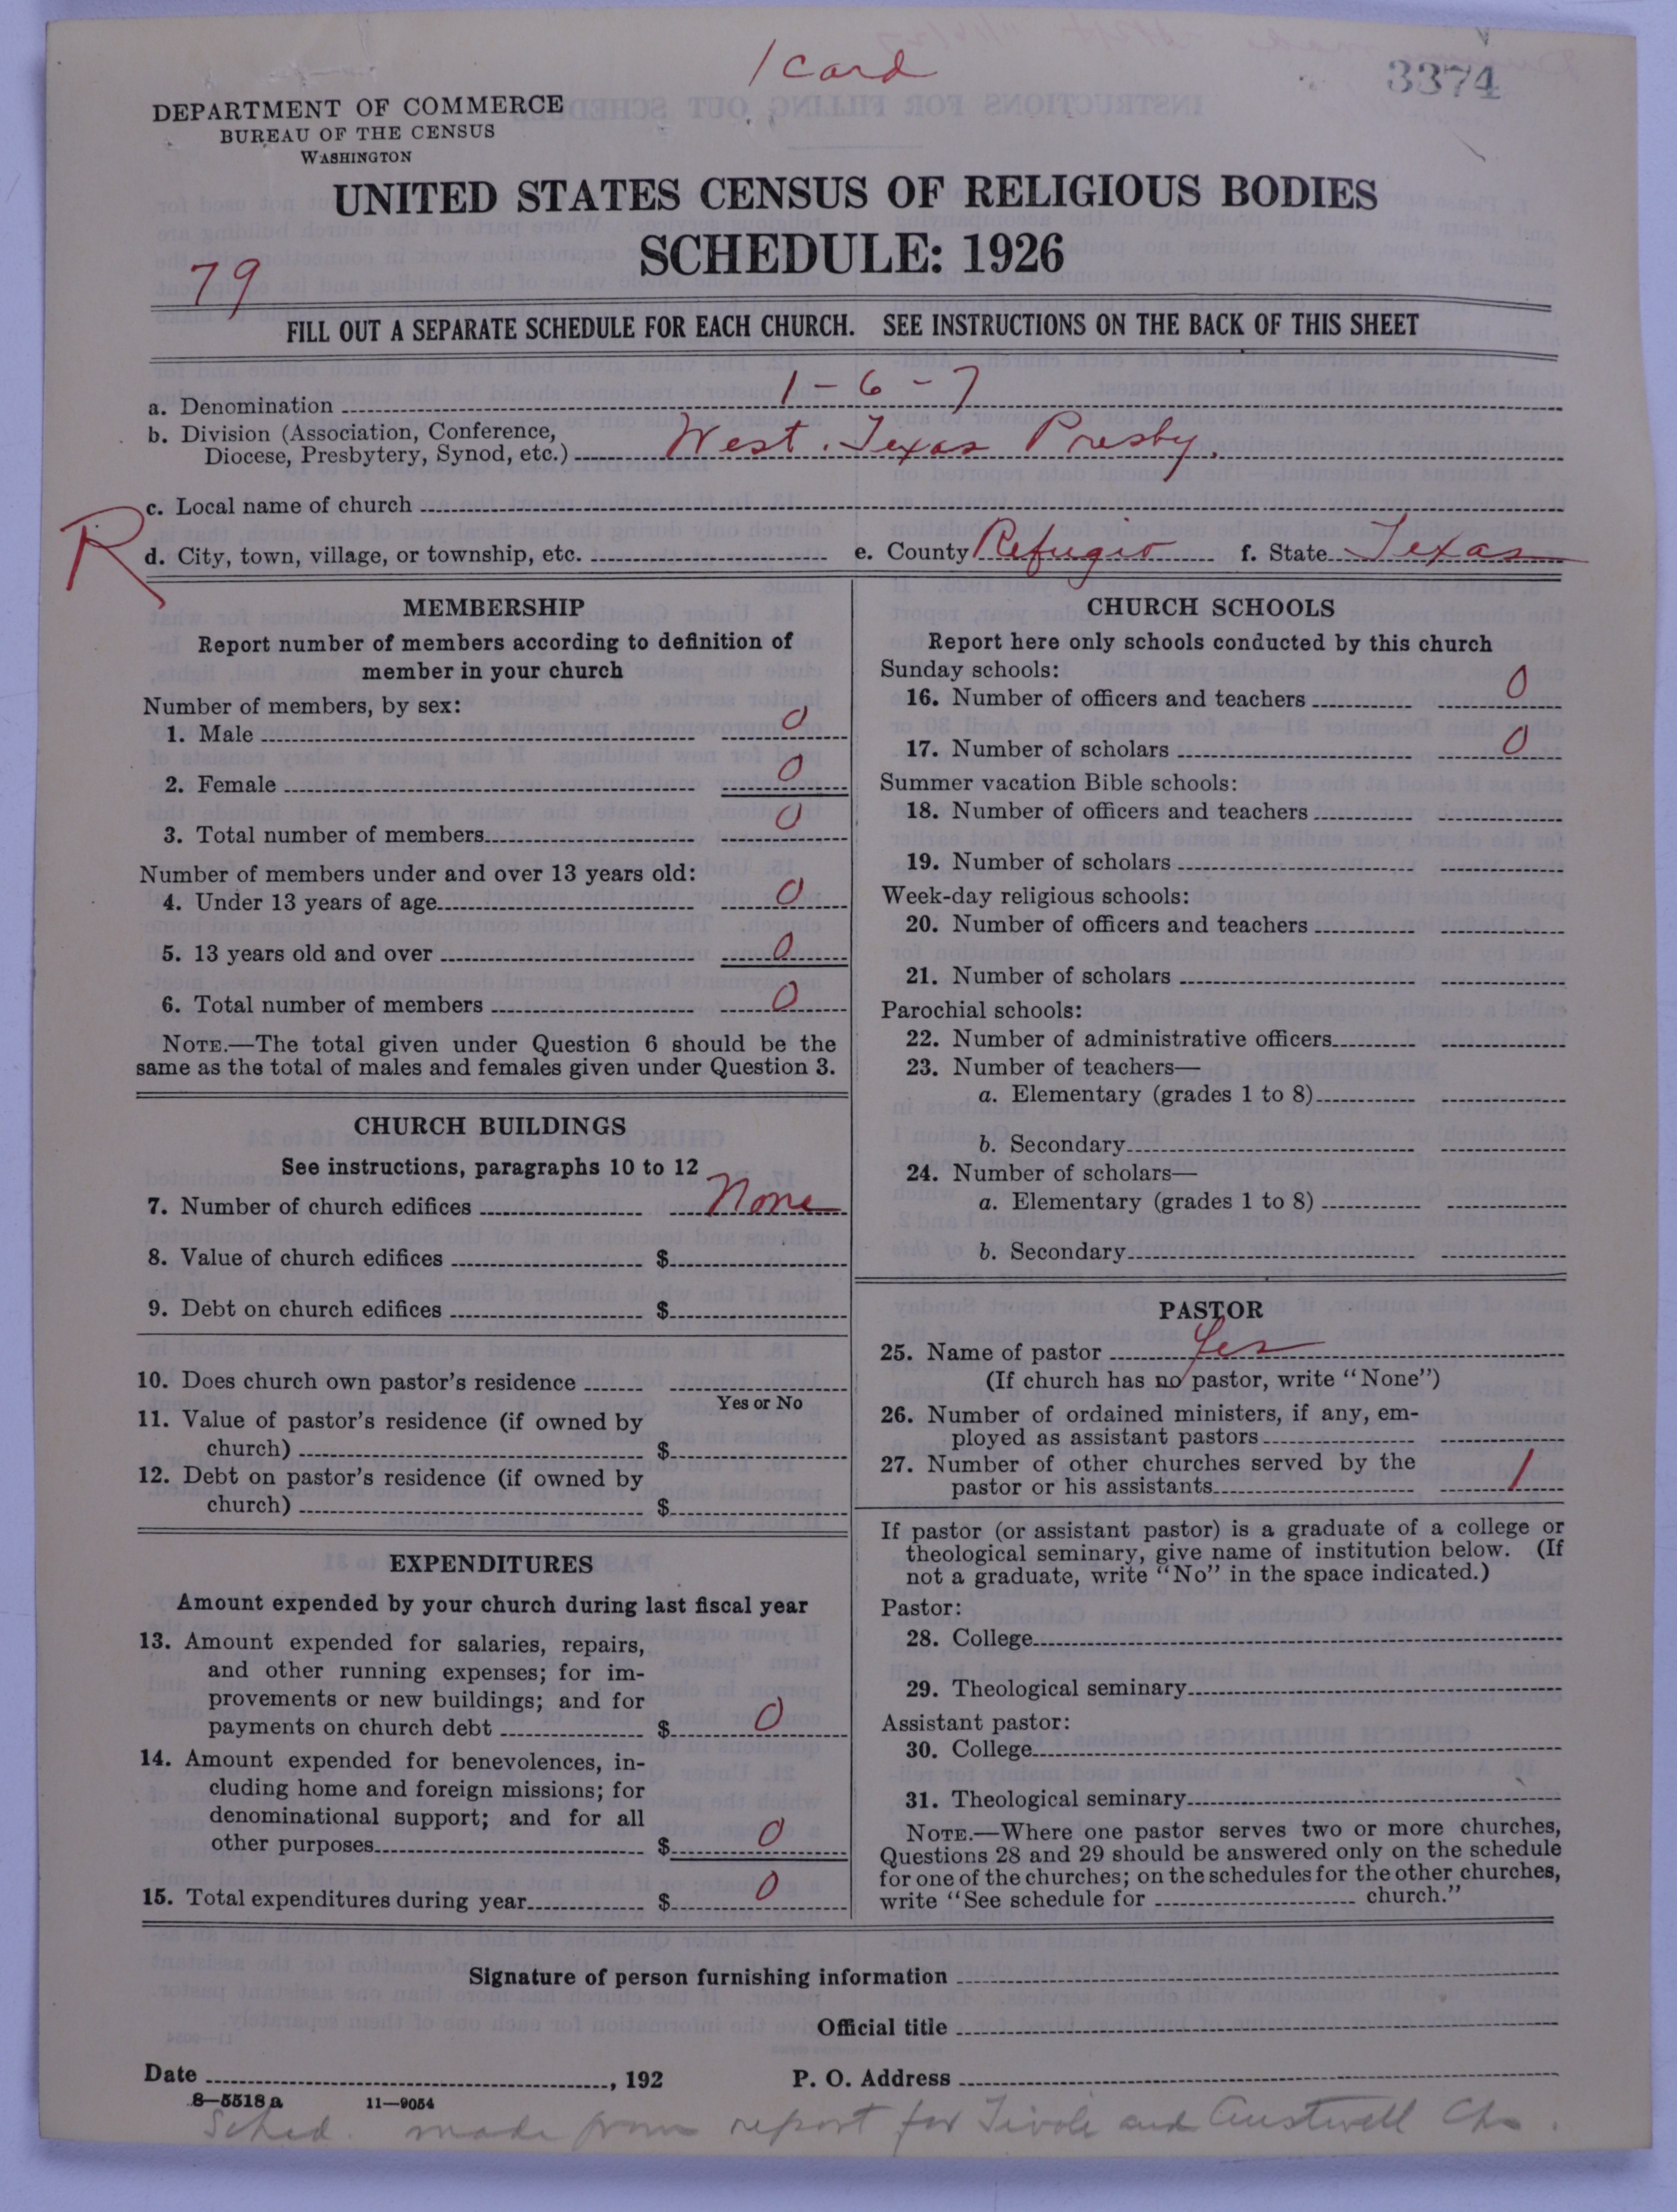 1 Card
3374
DEPARTMENT OF COMMERCE
BUREAU OF THE CENSUS
WASHINGTON
UNITED STATES CENSUS OF RELIGIOUS BODIES
SCHEDULE: 1926
79
FILL OUT A SEPARATE SCHEDULE FOR EACH CHURCH. SEE INSTRUCTIONS ON THE BACK OF THIS SHEET
a. Denomination 1-6-7
b. Division (Association, Conference,
Diocese, Presbytery, Synod, etc.) West. Texas Presby.
c. Local name of church
R
d. City, town, village, or township, etc. e. County Refugio f. State Texas
MEMBERSHIP
Report number of members according to definition of
member in your church
Number of members, by sex:
1. Male 0
2. Female 0
3. Total number of members 0
Number of members under and over 13 years old:
4. Under 13 years of age 0
5. 13 years old and over 0
6. Total number of members 0
NOTE.—The total given under Question 6 should be the
same as the total of males and females given under Question 3.
CHURCH BUILDINGS
See instructions, paragraphs 10 to 12
7. Number of church edifices None
8. Value of church edifices $
9. Debt on church edifices $
10. Does church own pastor's residence
Yes or No
11. Value of pastor's residence (if owned by
church) $
12. Debt on pastor's residence (if owned by
church) $
EXPENDITURES
Amount expended by your church during last fiscal year
13. Amount expended for salaries, repairs,
and other running expenses; for im-
provements or new buildings; and for
payments on church debt $ 0
14. Amount expended for benevolences, in-
cluding home and foreign missions; for
denominational support; and for all
other purposes $ 0
15. Total expenditures during year $ 0
CHURCH SCHOOLS
Report here only schools conducted by this church
Sunday schools:
16. Number of officers and teachers 0
17. Number of scholars 0
Summer vacation Bible schools:
18. Number of officers and teachers
19. Number of scholars
Week-day religious schools:
20. Number of officers and teachers
21. Number of scholars
Parochial schools:
22. Number of administrative officers
23. Number of teachers—
a. Elementary (grades 1 to 8)
b. Secondary
24. Number of scholars—
a. Elementary (grades 1 to 8)
b. Secondary
PASTOR
25. Name of pastor Yes
(If church has no pastor, write "None")
26. Number of ordained ministers, if any, em-
ployed as assistant pastors
27. Number of other churches served by the
pastor or his assistants 1
If pastor (or assistant pastor) is a graduate of a college or
theological seminary, give name of institution below. (If
not a graduate, write "No" in the space indicated.)
Pastor:
28. College
29. Theological seminary
Assistant pastor:
30. College
31. Theological seminary
NOTE.—Where one pastor serves two or more churches,
Questions 28 and 29 should be answered only on the schedule
for one of the churches; on the schedules for the other churches,
write "See schedule for church."
Signature of person furnishing information
Official title
Date , 192 P. O. Address
8—5518 a 11—9054
Sched. made from report for Tivole and Austwell Chs.